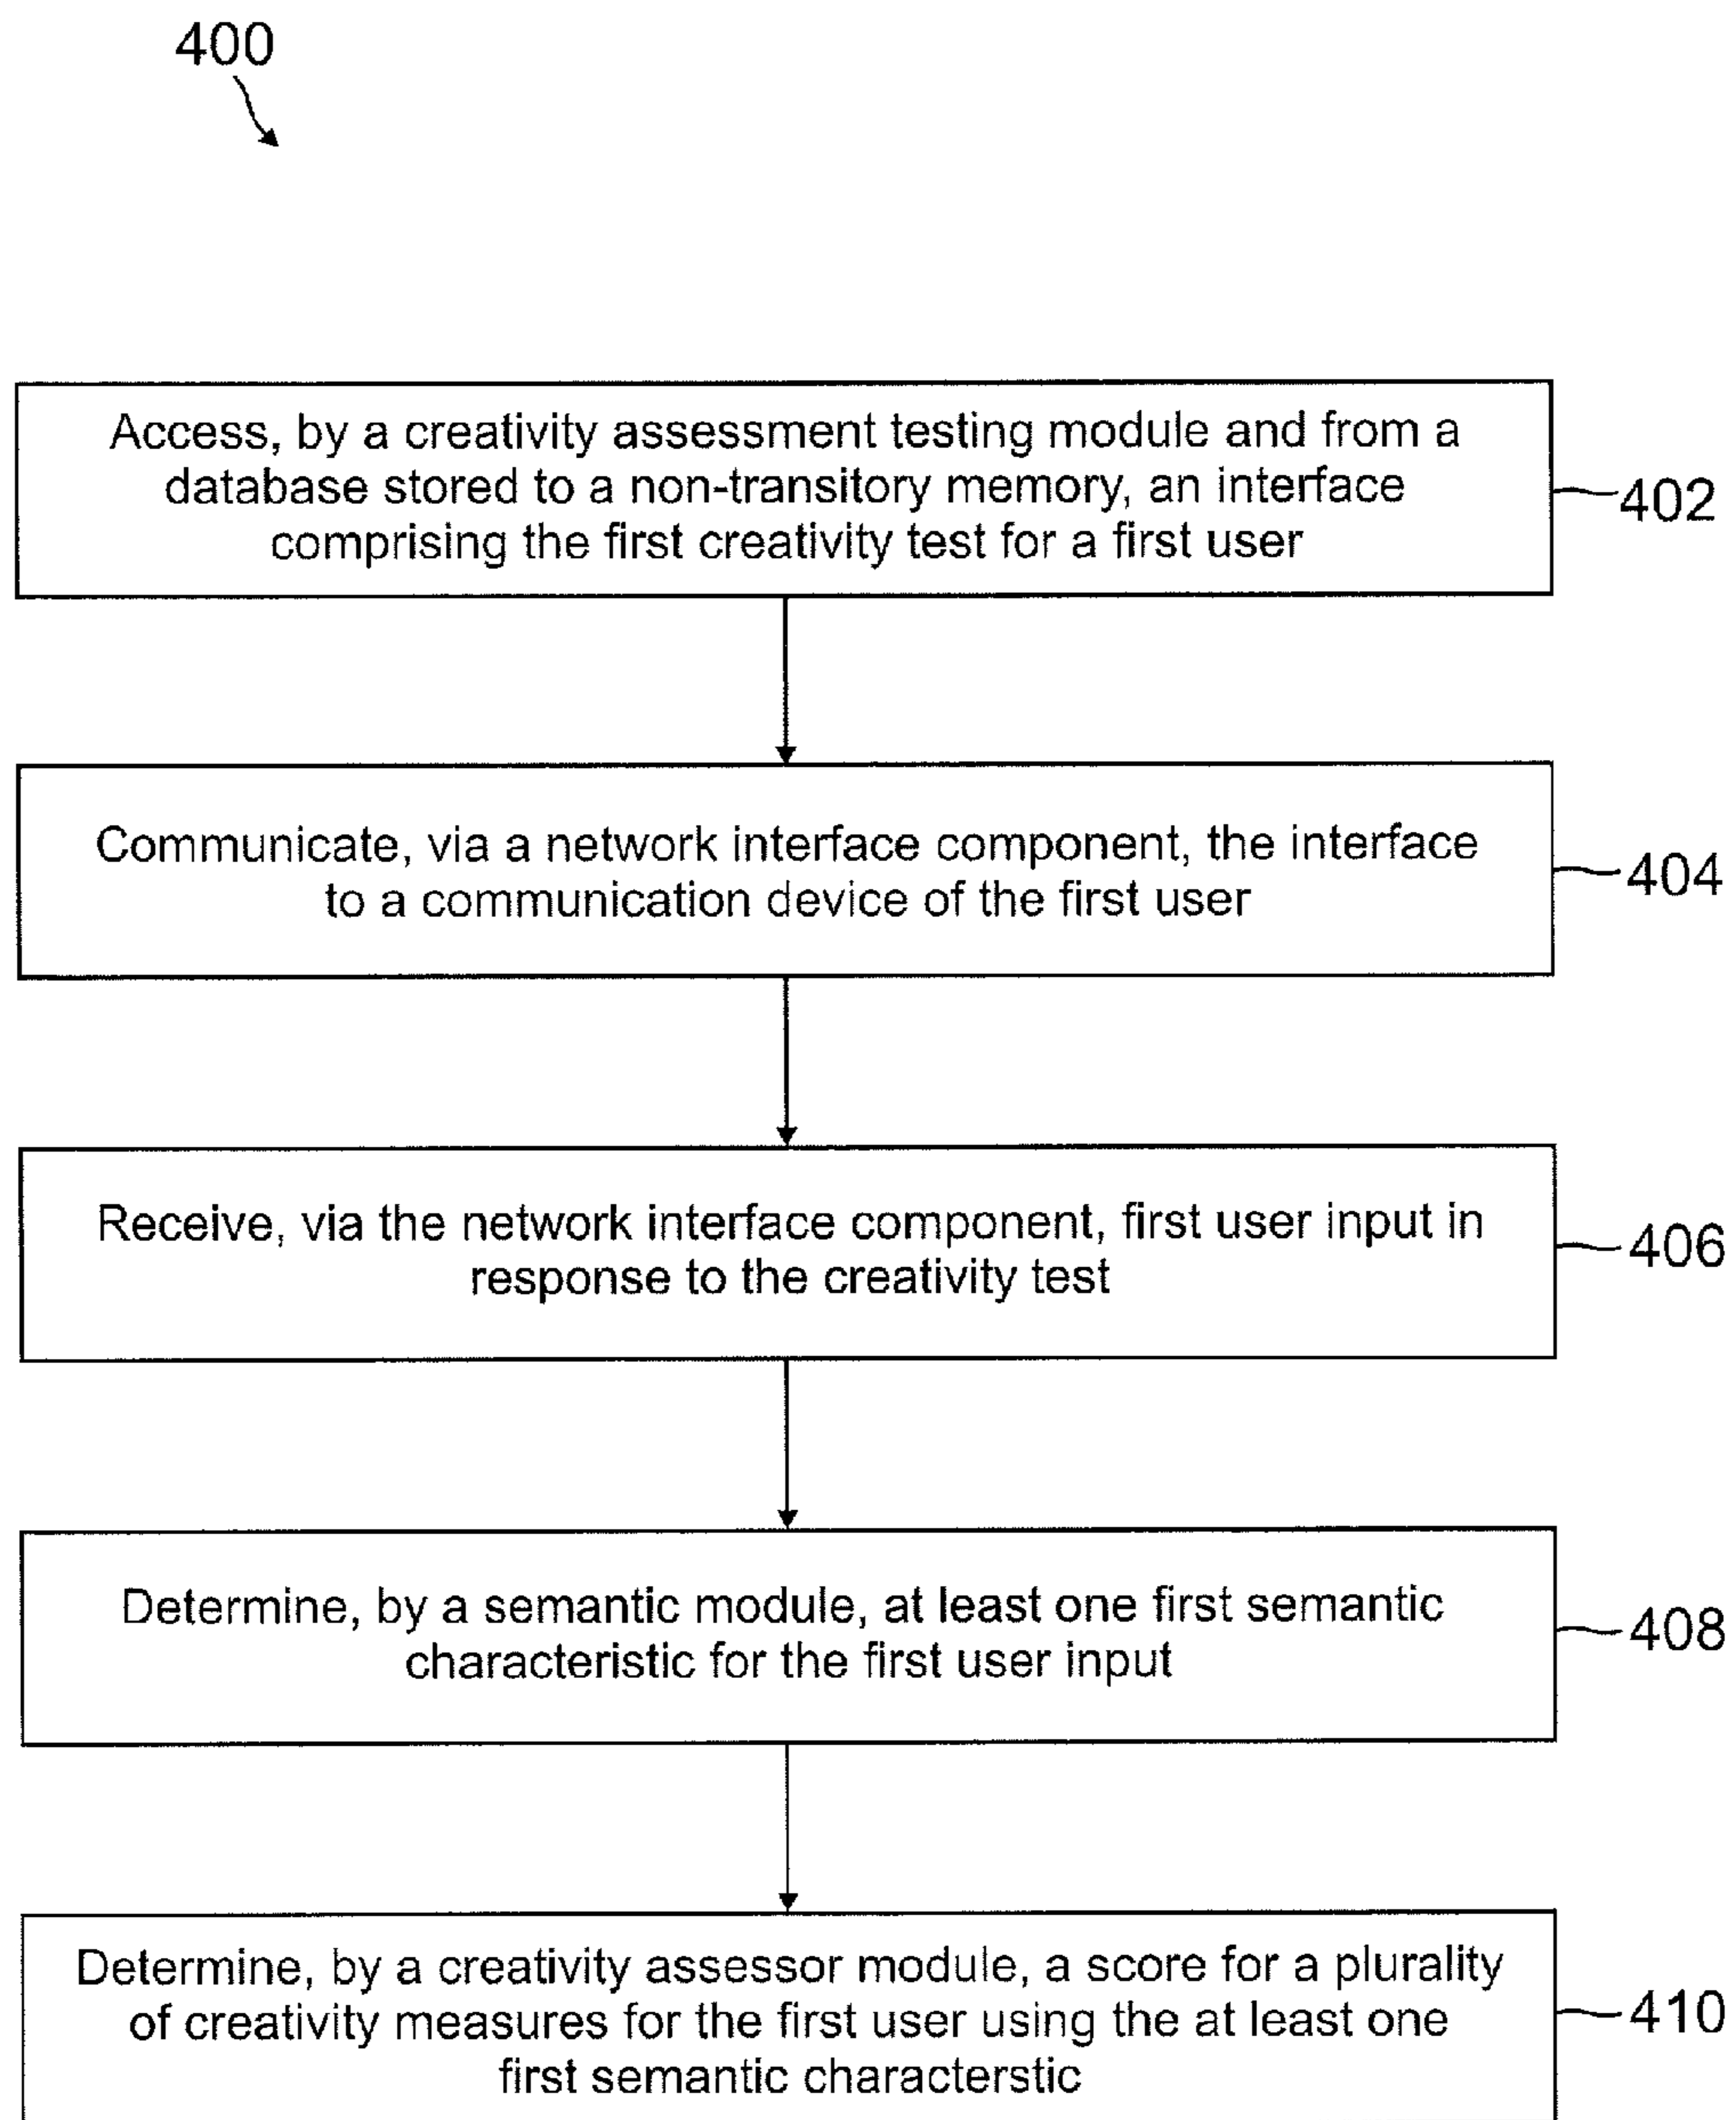 400
Access, by a creativity assessment testing module and from a
database stored to a non-transitory memory, an interface
comprising the first creativity test for a first user
402
Communicate, via a network interface component, the interface
to a communication device of the first user
404
Receive, via the network interface component, first user input in
response to the creativity test
406
Determine, by a semantic module, at least one first semantic
characteristic for the first user input
408
Determine, by a creativity assessor module, a score for a plurality
of creativity measures for the first user using the at least one
first semantic characterstic
410